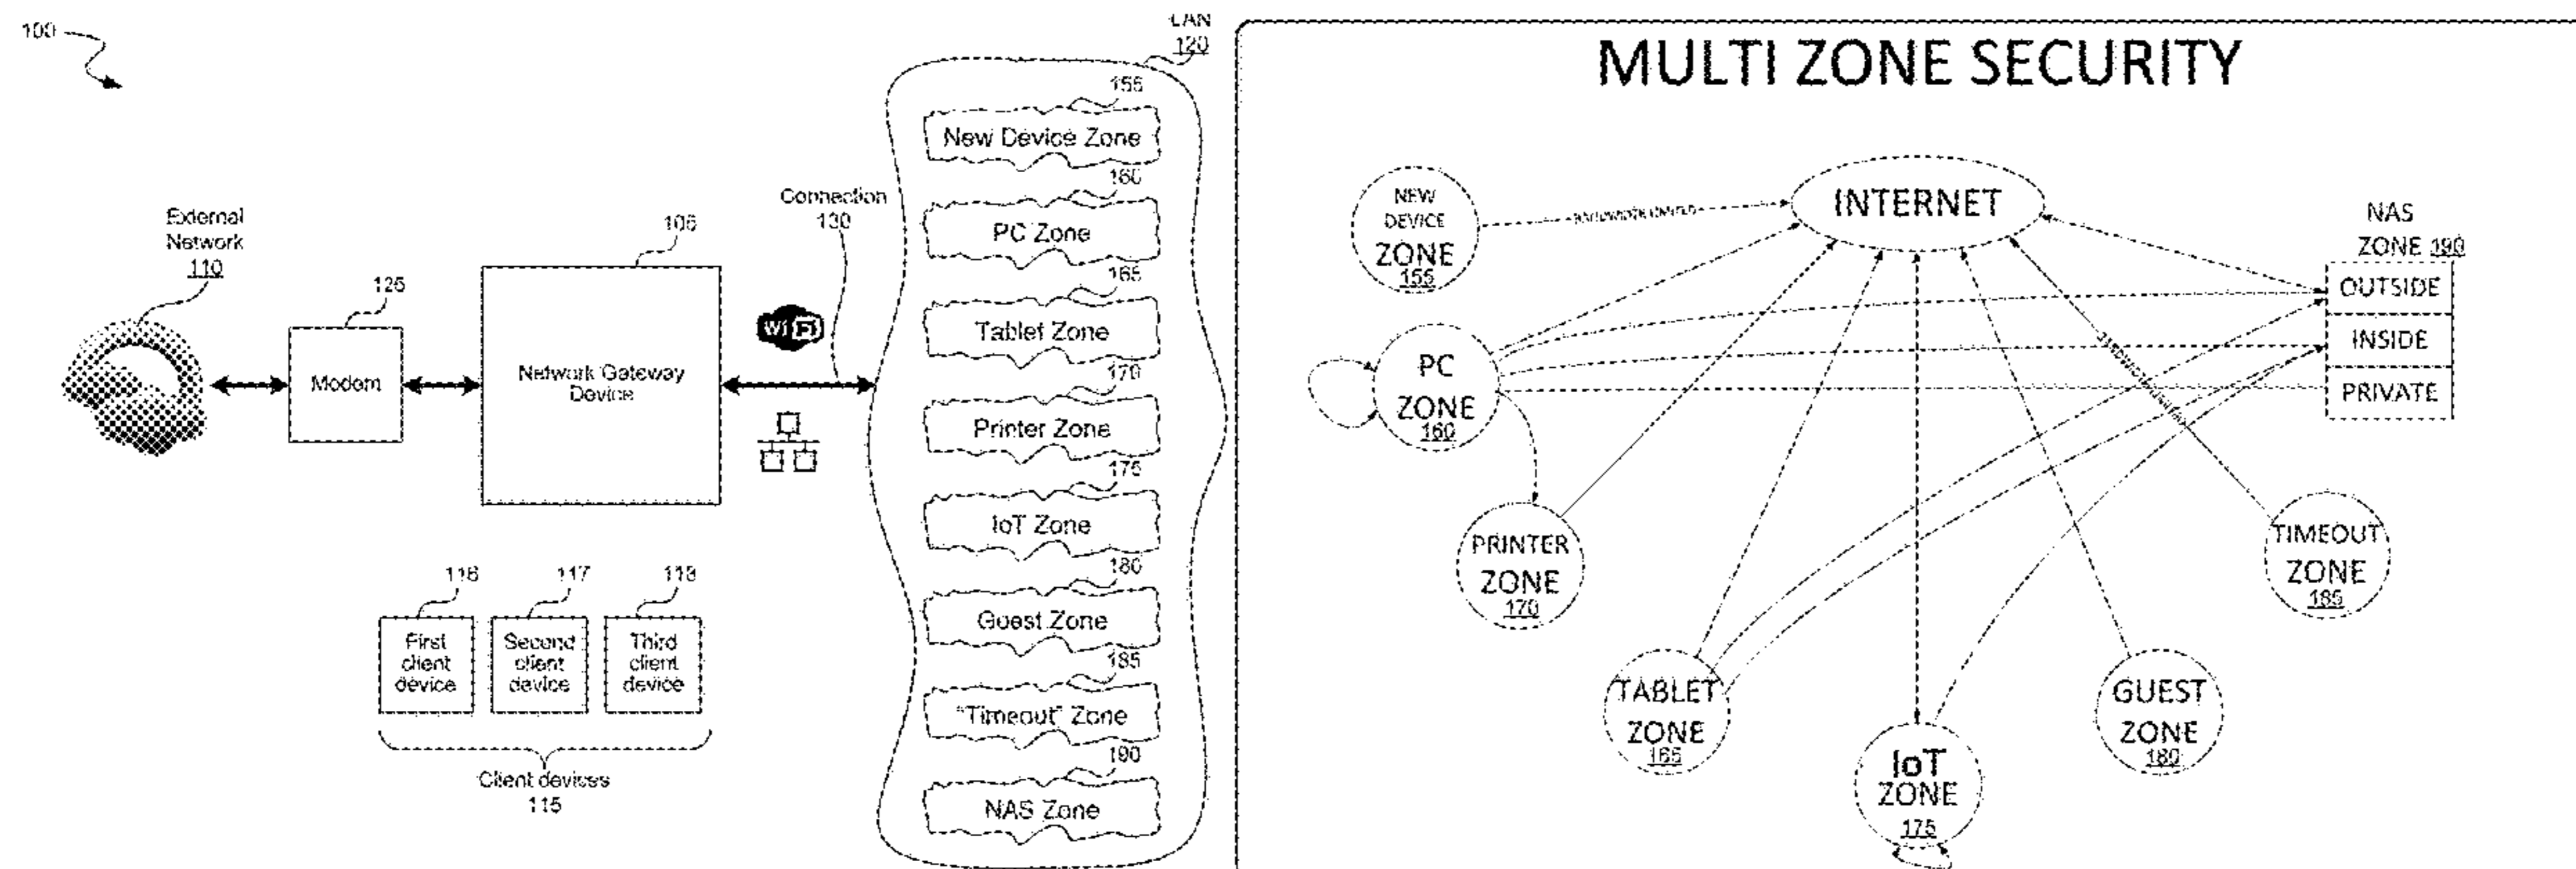 100
LAN
120
155
New Device Zone
160
PC Zone
165
Tablet Zone
170
Printer Zone
175
IoT Zone
180
Guest Zone
185
"Timeout" Zone
190
NAS Zone
Connection
130
WiFi
External
Network
110
125
Modem
105
Network Gateway
Device
116
117
118
First
client
device
Second
client
device
Third
client
device
Client devices
115
MULTI ZONE SECURITY
INTERNET
NEW
DEVICE
ZONE
155
NAS
ZONE 190
OUTSIDE
INSIDE
PRIVATE
PC
ZONE
160
PRINTER
ZONE
170
TIMEOUT
ZONE
185
TABLET
ZONE
165
GUEST
ZONE
180
IoT
ZONE
175